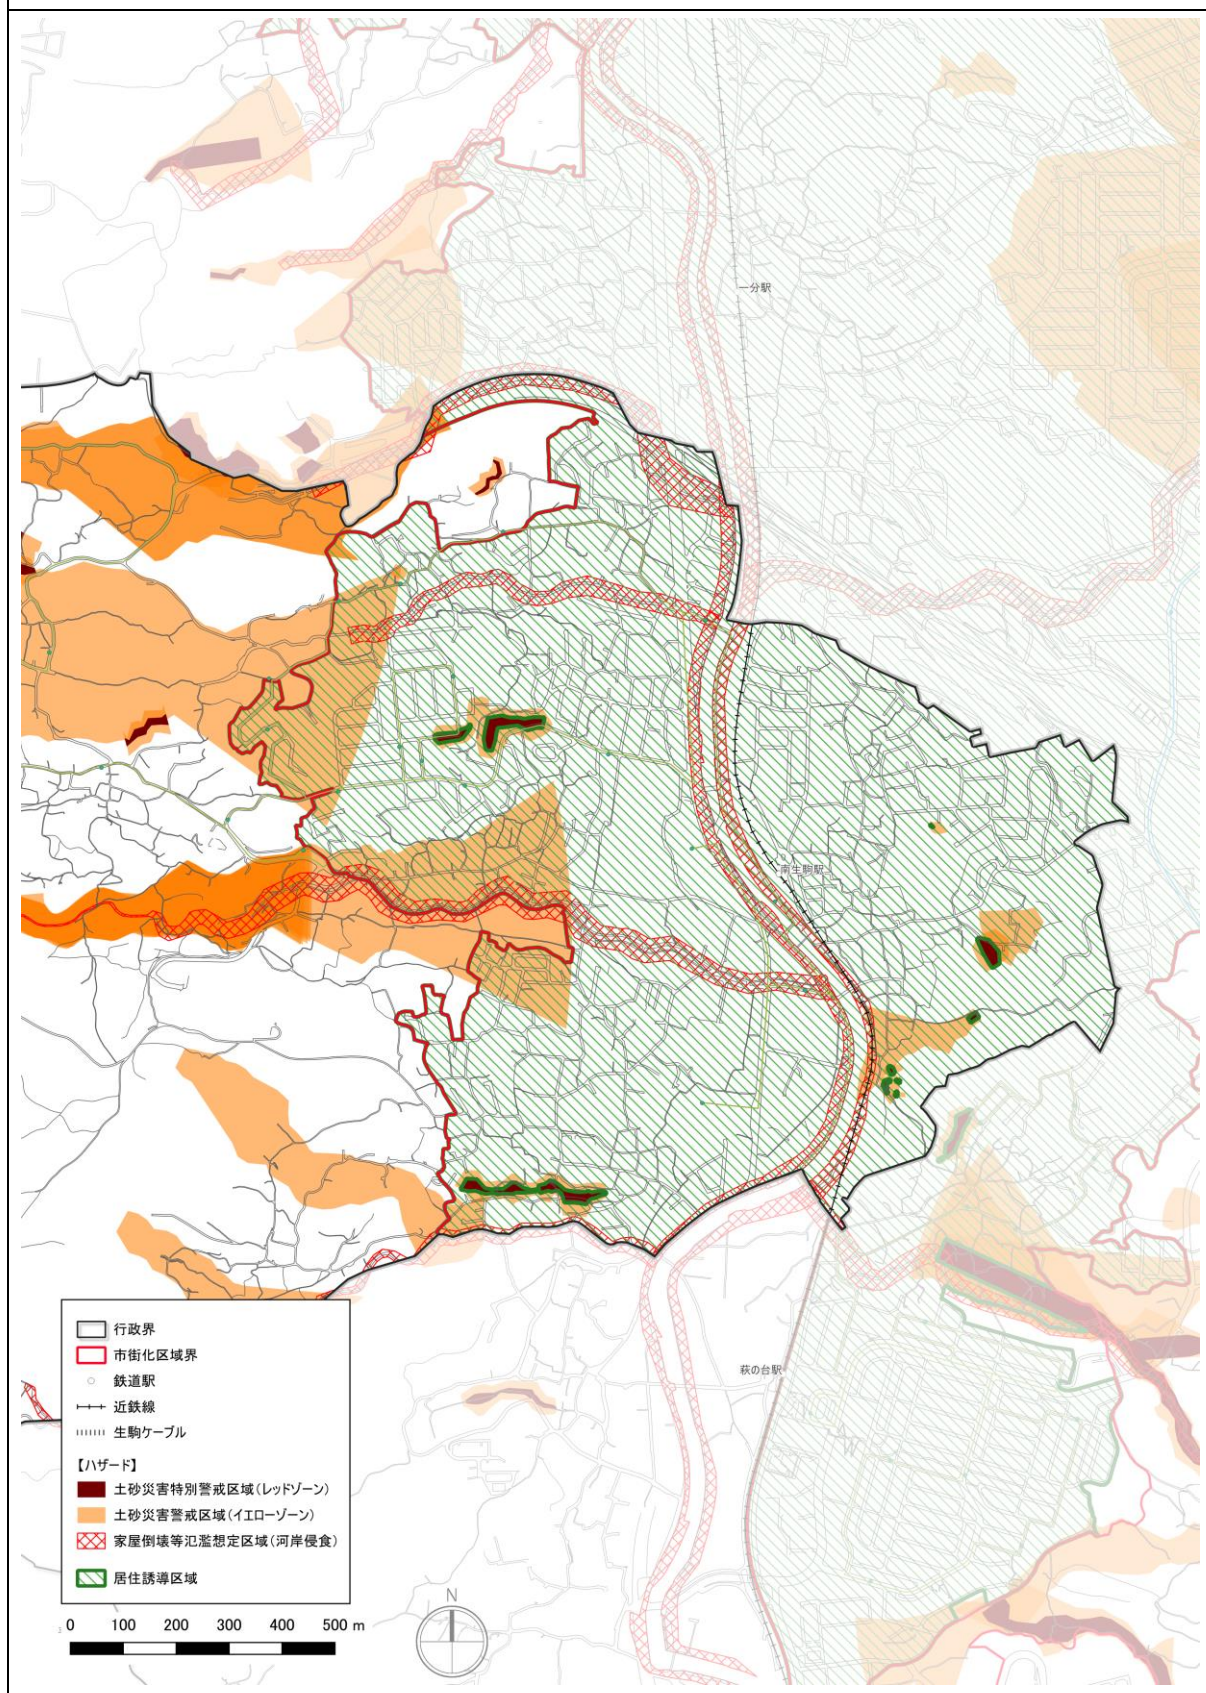 一分駅
南生駒駅
萩の台駅
行政界
市街化区域界
鉄道駅
近鉄線
生駒ケーブル
【ハザード】
土砂災害特別警戒区域(レッドゾーン)
土砂災害警戒区域(イエローゾーン)
家屋倒壊等氾濫想定区域(河岸侵食)
居住誘導区域
0 100 200 300 400 500 m
N